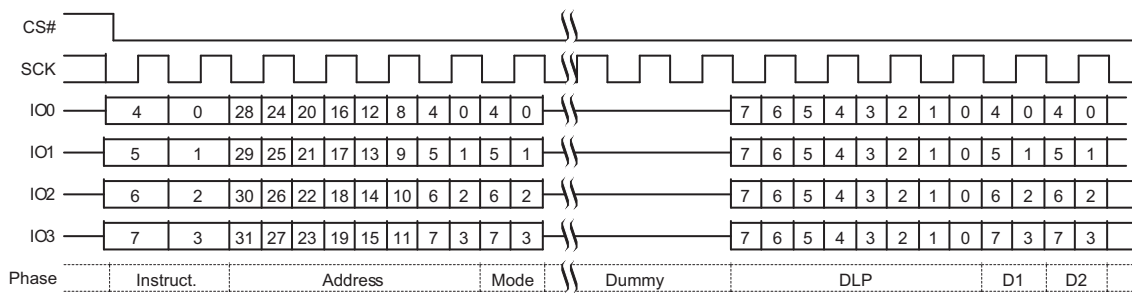 CS#
SCK
IO0 4 0 28 24 20 16 12 8 4 0 4 0 7 6 5 4 3 2 1 0 4 0 4 0
IO1 5 1 29 25 21 17 13 9 5 1 5 1 7 6 5 4 3 2 1 0 5 1 5 1
IO2 6 2 30 26 22 18 14 10 6 2 6 2 7 6 5 4 3 2 1 0 6 2 6 2
IO3 7 3 31 27 23 19 15 11 7 3 7 3 7 6 5 4 3 2 1 0 7 3 7 3
Phase Instruct. Address Mode Dummy DLP D1 D2